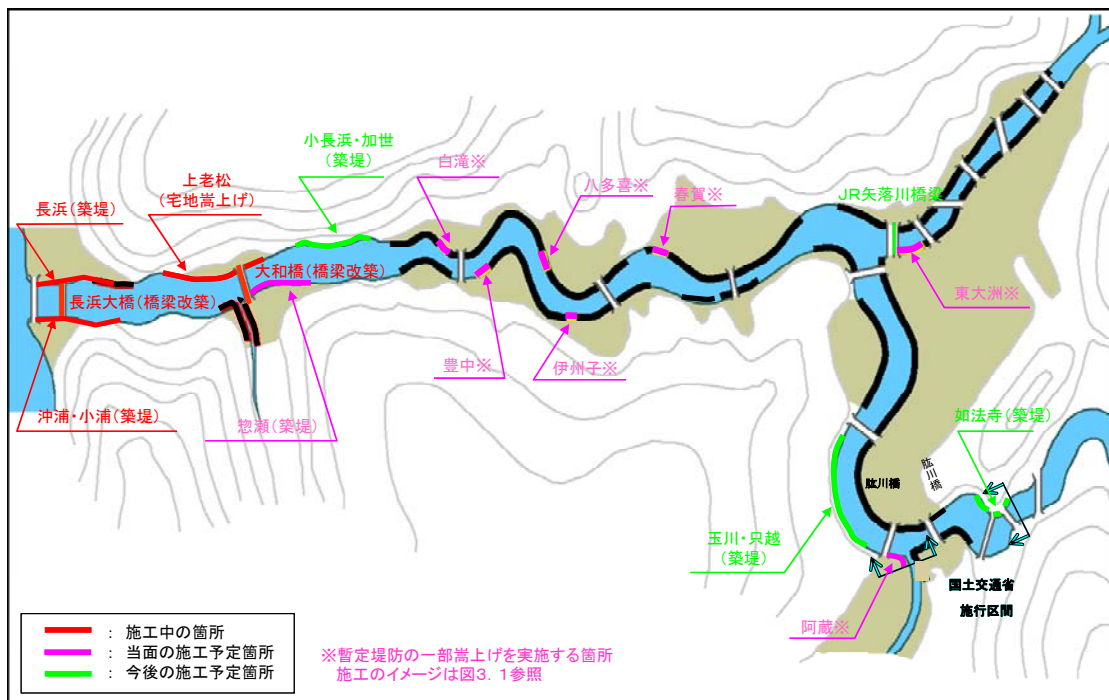 小長浜・加世
(築堤)
白滝※
上老松
(宅地嵩上げ)
八多喜※
春賀※
JR矢落川橋梁
長浜(築堤)
大和橋(橋梁改築)
長浜大橋(橋梁改築)
東大洲※
豊中※
伊州子※
沖浦・小浦(築堤)
惣瀬(築堤)
如法寺(築堤)
肱川橋
肱川橋
玉川・只越
(築堤)
国土交通省
施行区間
阿蔵※
: 施工中の箇所
: 当面の施工予定箇所
: 今後の施工予定箇所
※暫定堤防の一部嵩上げを実施する箇所
施工のイメージは図3.1参照